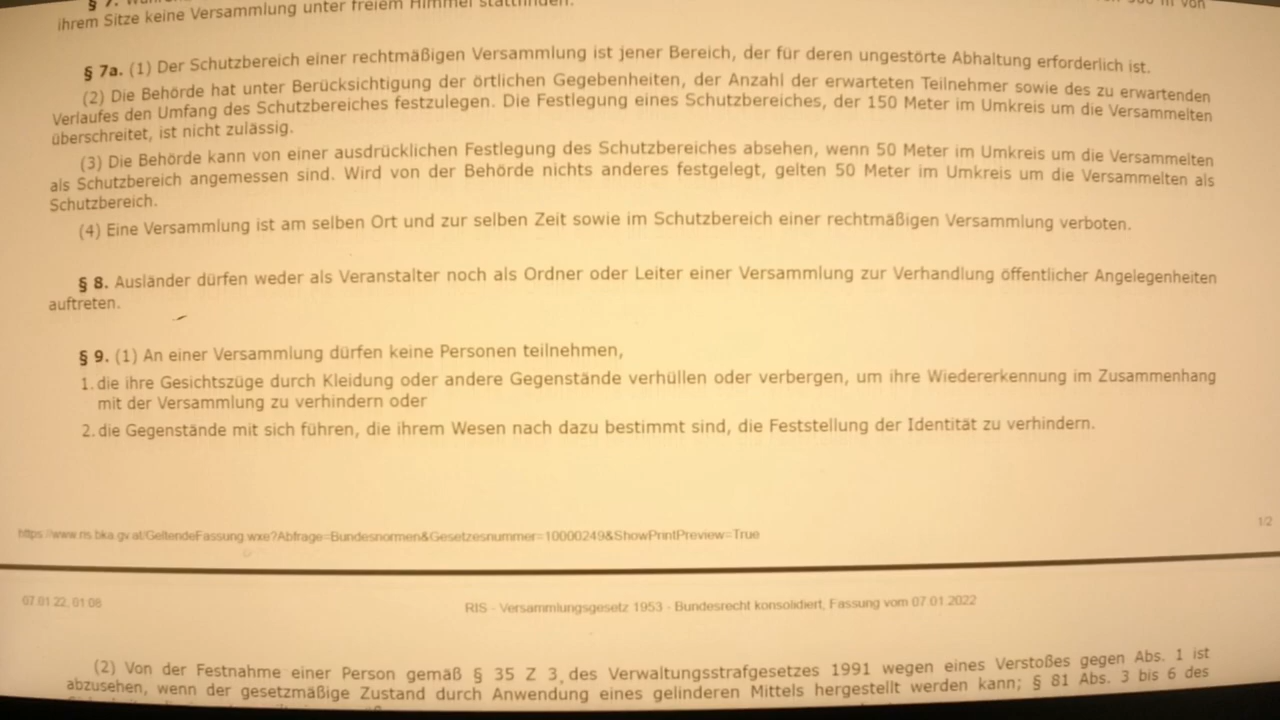 ihrem Sitze keine Versammlung unter freiem Himmel stattfinden.
§ 7a. (1) Der Schutzbereich einer rechtmäßigen Versammlung ist jener Bereich, der für deren ungestörte Abhaltung erforderlich ist.
(2) Die Behörde hat unter Berücksichtigung der örtlichen Gegebenheiten, der Anzahl der erwarteten Teilnehmer sowie des zu erwartenden
Verlaufes den Umfang des Schutzbereiches festzulegen. Die Festlegung eines Schutzbereiches, der 150 Meter im Umkreis um die Versammelten
überschreitet, ist nicht zulässig.
(3) Die Behörde kann von einer ausdrücklichen Festlegung des Schutzbereiches absehen, wenn 50 Meter im Umkreis um die Versammelten
als Schutzbereich angemessen sind. Wird von der Behörde nichts anderes festgelegt, gelten 50 Meter im Umkreis um die Versammelten als
Schutzbereich.
(4) Eine Versammlung ist am selben Ort und zur selben Zeit sowie im Schutzbereich einer rechtmäßigen Versammlung verboten.
§ 8. Ausländer dürfen weder als Veranstalter noch als Ordner oder Leiter einer Versammlung zur Verhandlung öffentlicher Angelegenheiten
auftreten.
§ 9. (1) An einer Versammlung dürfen keine Personen teilnehmen,
1. die ihre Gesichtszüge durch Kleidung oder andere Gegenstände verhüllen oder verbergen, um ihre Wiedererkennung im Zusammenhang
mit der Versammlung zu verhindern oder
2. die Gegenstände mit sich führen, die ihrem Wesen nach dazu bestimmt sind, die Feststellung der Identität zu verhindern.
https://www.ris.bka.gv.at/GeltendeFassung.wxe?Abfrage=Bundesnormen&Gesetzesnummer=10000249&ShowPrintPreview=True
1/2
07.01.22, 01:08
RIS - Versammlungsgesetz 1953 - Bundesrecht konsolidiert, Fassung vom 07.01.2022
(2) Von der Festnahme einer Person gemäß § 35 Z 3 des Verwaltungsstrafgesetzes 1991 wegen eines Verstoßes gegen Abs. 1 ist
abzusehen, wenn der gesetzmäßige Zustand durch Anwendung eines gelinderen Mittels hergestellt werden kann; § 81 Abs. 3 bis 6 des